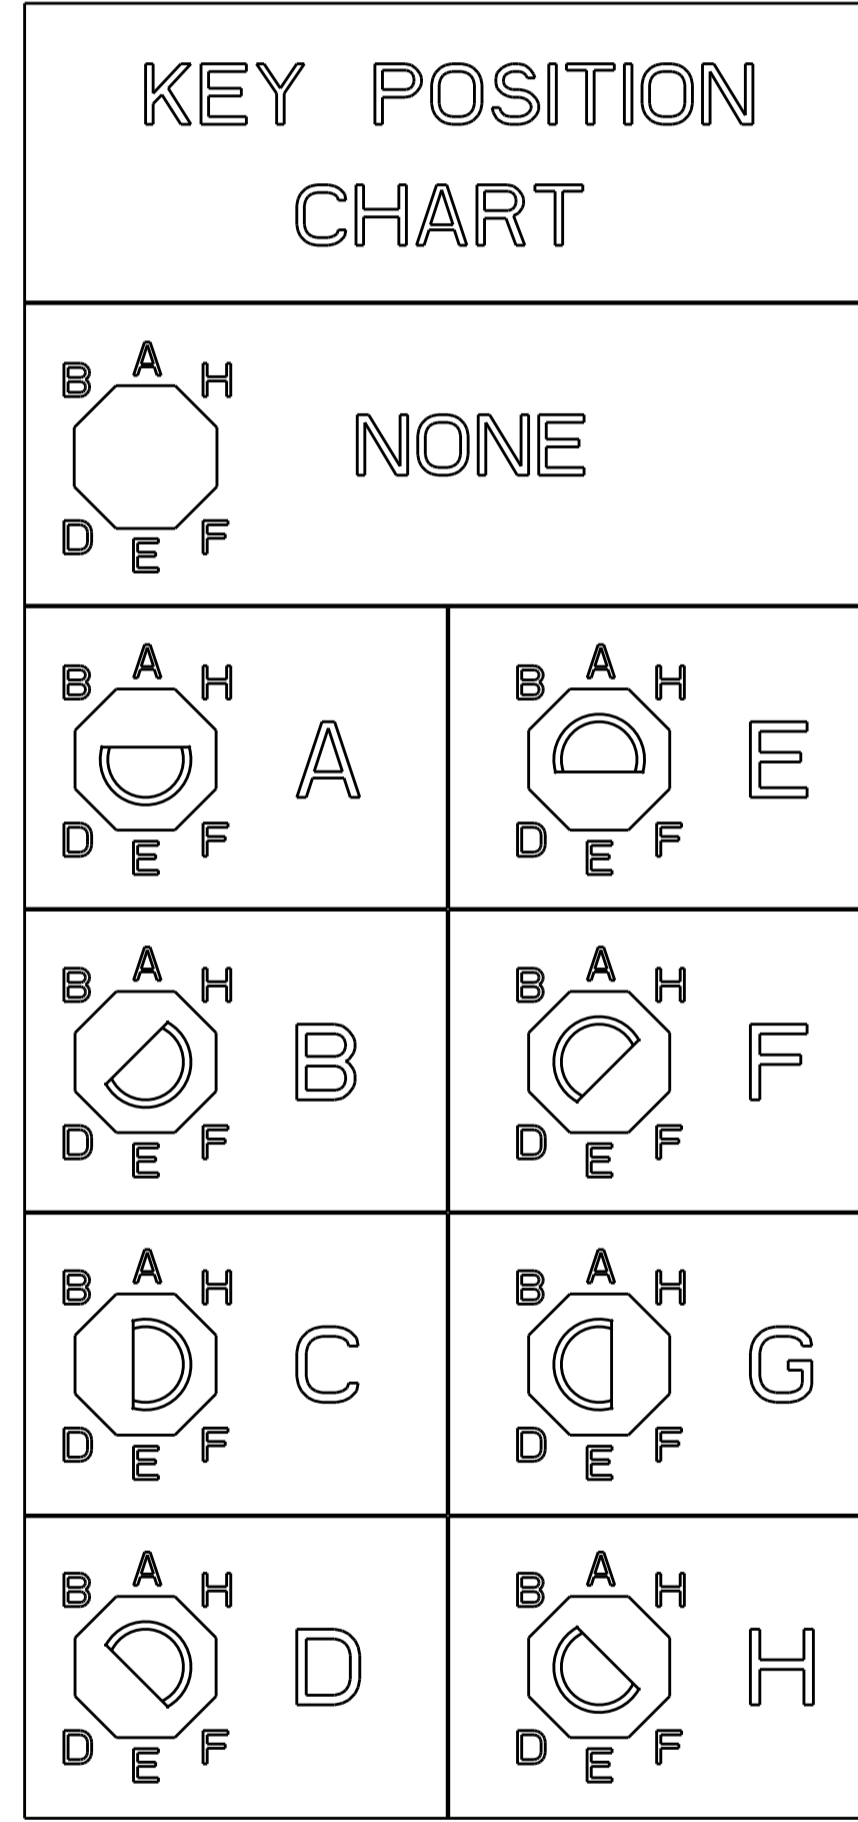 KEY POSITION
CHART
A
B H
NONE
D F
E
A A
B H B H
A E
D F D F
E E
A A
B H B H
B F
D F D F
E E
A A
B H B H
C G
D F D F
E E
A A
B H B H
D H
D F D F
E E